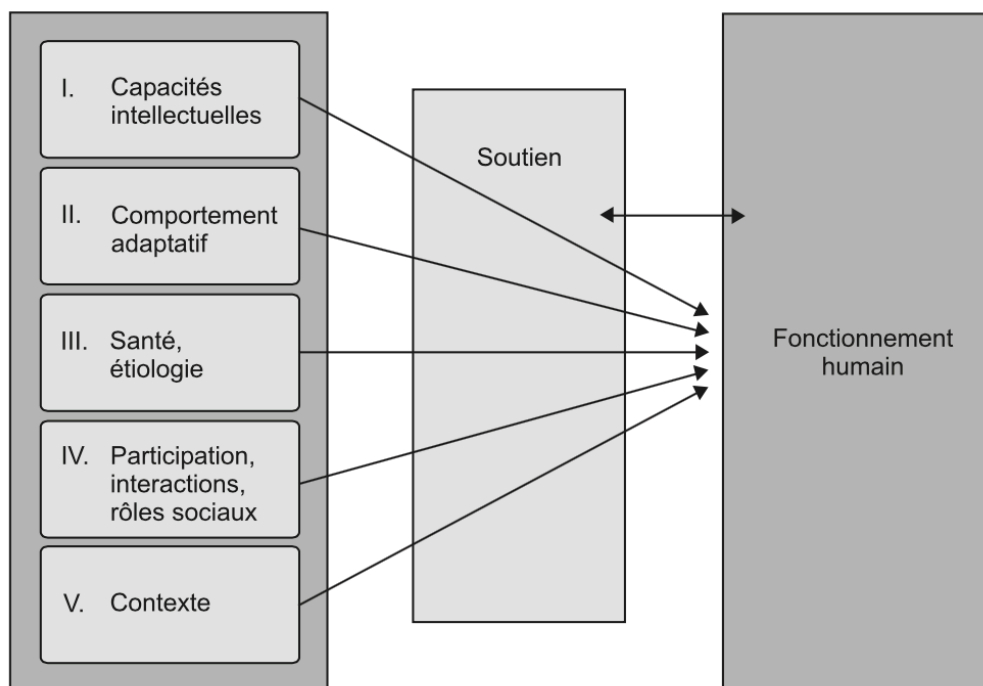 I. Capacités
intellectuelles
II. Comportement
adaptatif
III. Santé,
étiologie
IV. Participation,
interactions,
rôles sociaux
V. Contexte
Soutien
Fonctionnement
humain